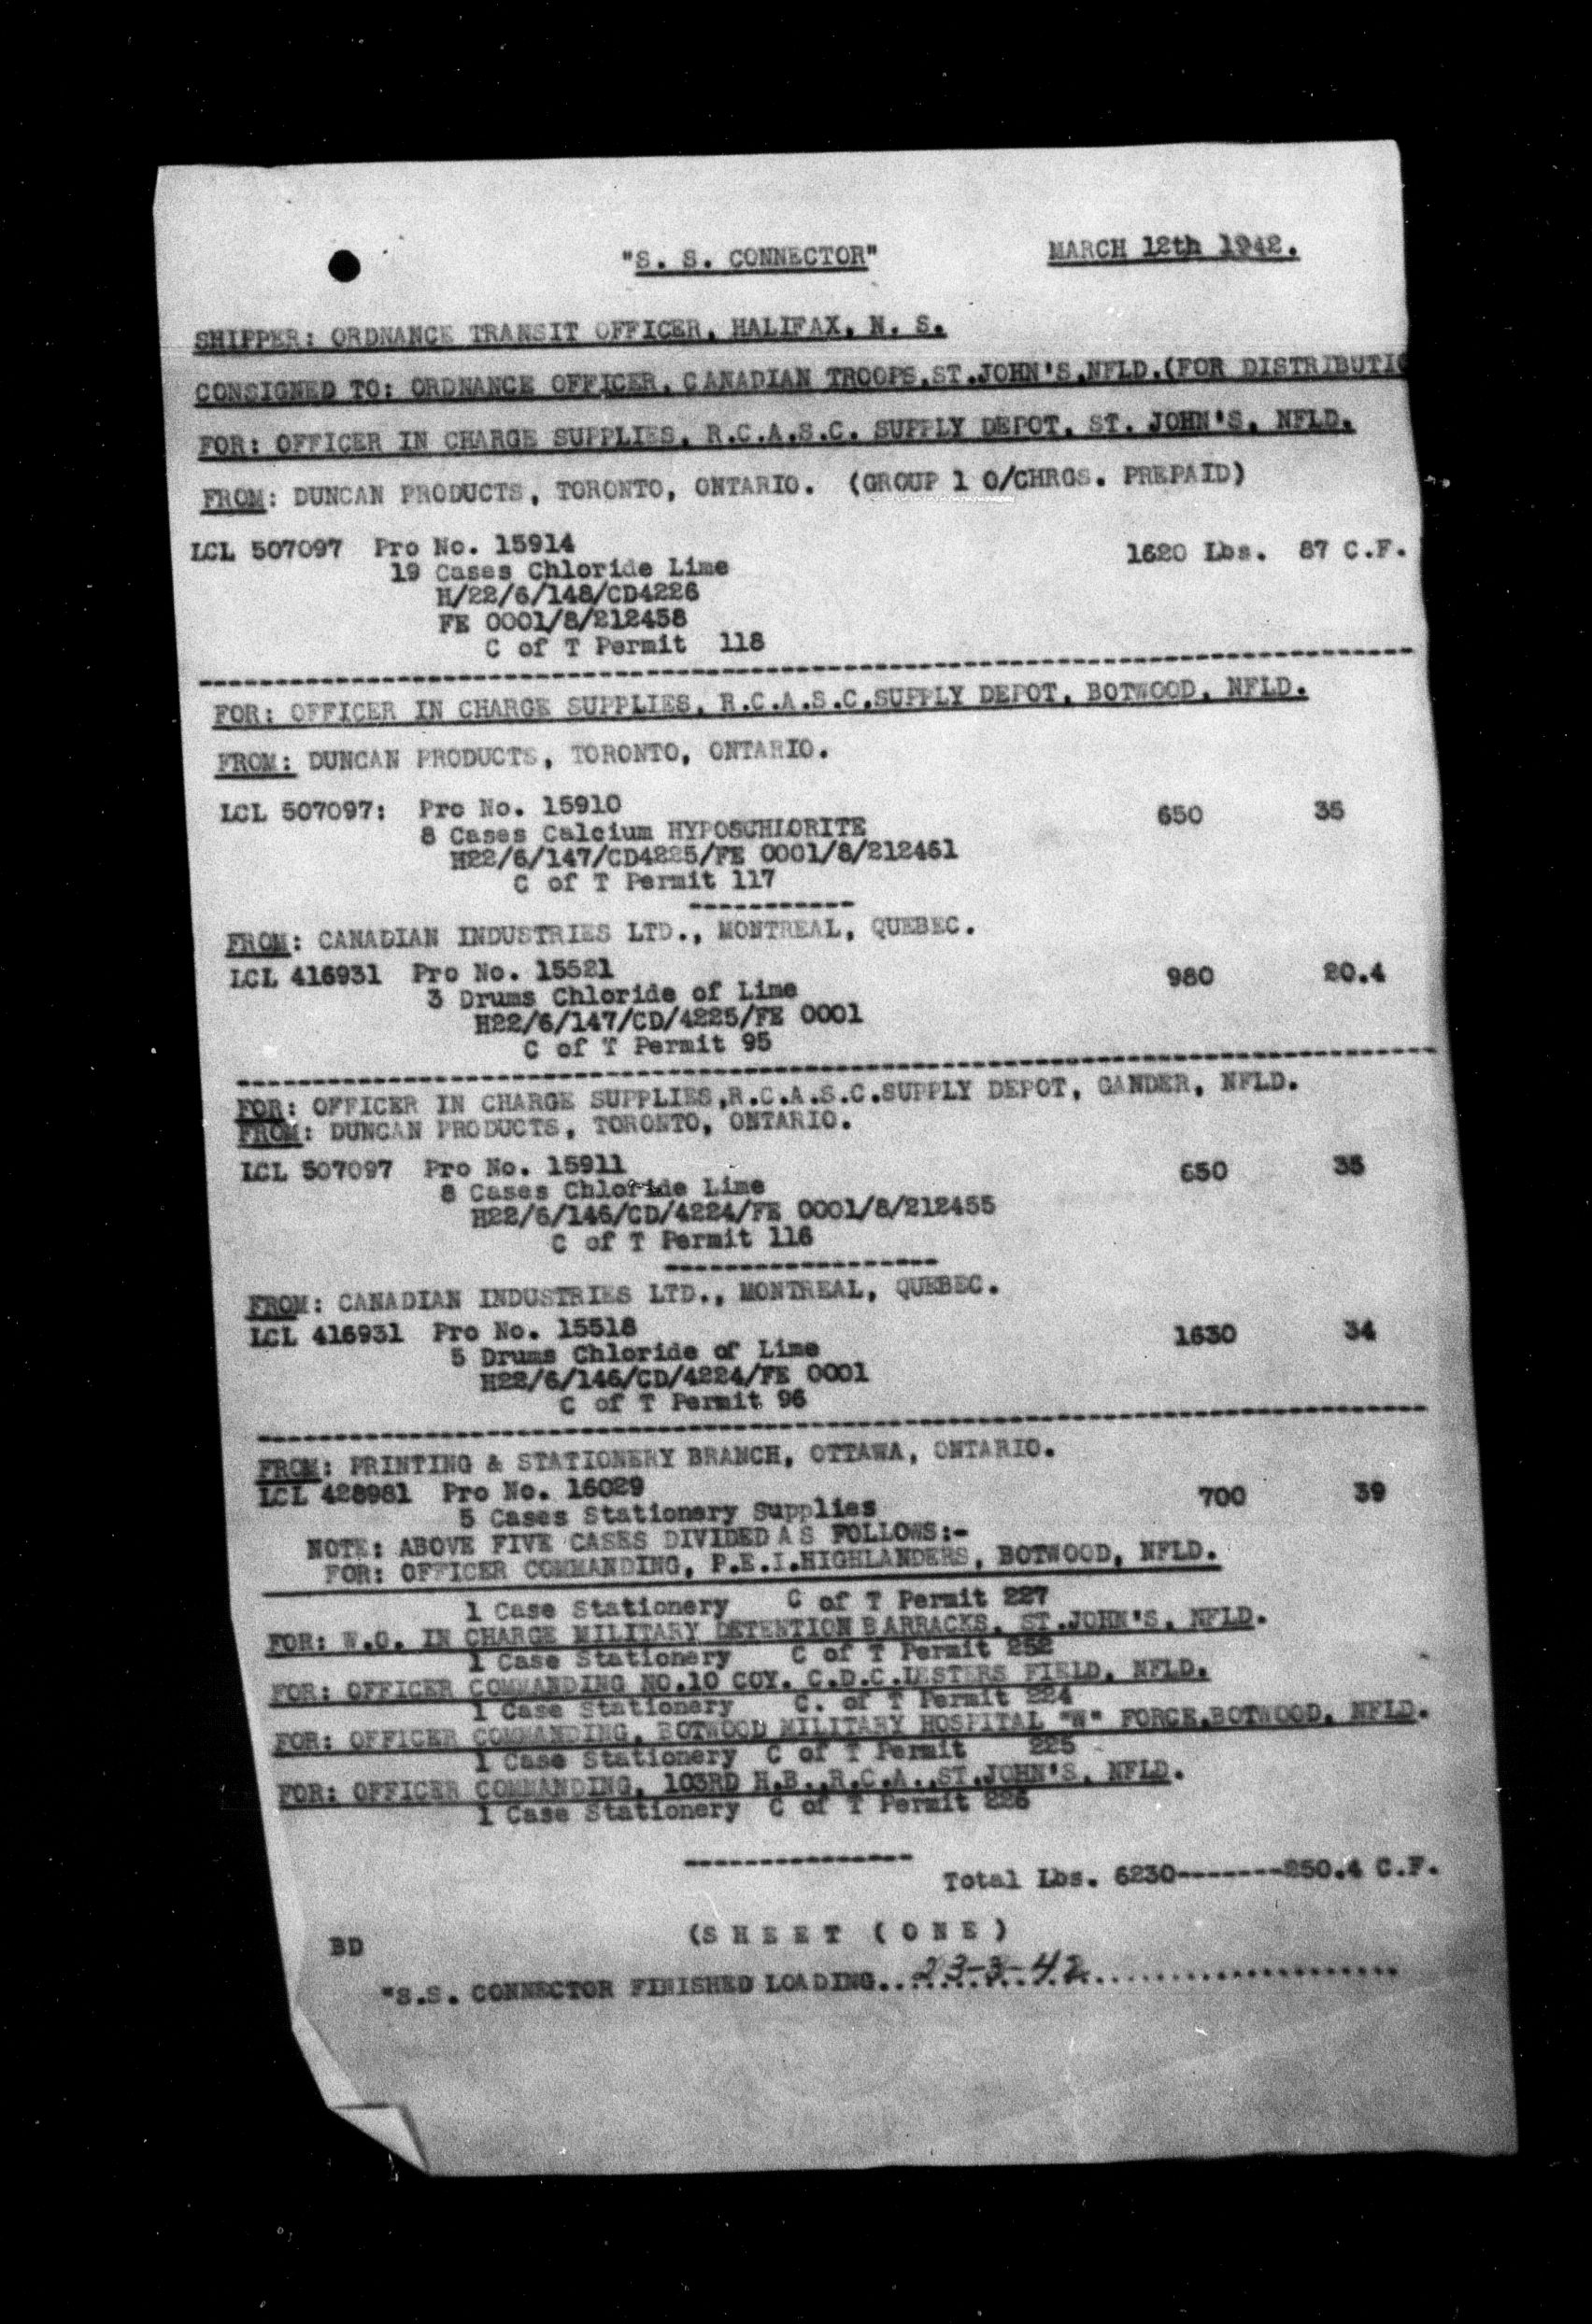 "S. S. CONNECTOR"  MARCH 12th 1942.
SHIPPER: ORDNANCE TRANSIT OFFICER, HALIFAX, N. S.
CONSIGNED TO: ORDNANCE OFFICER, CANADIAN TROOPS,ST.JOHN'S,NFLD.(FOR DISTRIBUTIO
FOR: OFFICER IN CHARGE SUPPLIES, R.C.A.S.C. SUPPLY DEPOT, ST. JOHN'S, NFLD.
FROM: DUNCAN PRODUCTS, TORONTO, ONTARIO. (GROUP 1 O/CHRGS. PREPAID)
LCL 507097 Pro No. 15914  1620 Lbs. 87 C.F.
19 Cases Chloride Lime
H/22/6/148/CD4226
FE 0001/8/212458
C of T Permit 118
--------------------------------------------------------------------------------
FOR: OFFICER IN CHARGE SUPPLIES, R.C.A.S.C.SUPPLY DEPOT, BOTWOOD, NFLD.
FROM: DUNCAN PRODUCTS, TORONTO, ONTARIO.
LCL 507097: Pro No. 15910  650  35
8 Cases Calcium HYPOSCHLORITE
H22/6/147/CD4225/FE 0001/8/212461
C of T Permit 117
-----------
FROM: CANADIAN INDUSTRIES LTD., MONTREAL, QUEBEC.
LCL 416931 Pro No. 15521  980  20.4
3 Drums Chloride of Lime
H22/6/147/CD/4225/FE 0001
C of T Permit 95
--------------------------------------------------------------------------------
FOR: OFFICER IN CHARGE SUPPLIES,R.C.A.S.C.SUPPLY DEPOT, GANDER, NFLD.
FROM: DUNCAN PRODUCTS, TORONTO, ONTARIO.
LCL 507097 Pro No. 15911  650  35
8 Cases Chloride Lime
H22/6/146/CD/4224/FE 0001/8/212455
C of T Permit 116
------------------
FROM: CANADIAN INDUSTRIES LTD., MONTREAL, QUEBEC.
LCL 416931 Pro No. 15518  1630  34
5 Drums Chloride of Lime
H22/6/146/CD/4224/FE 0001
C of T Permit 96
--------------------------------------------------------------------------------
FROM: PRINTING & STATIONERY BRANCH, OTTAWA, ONTARIO.
LCL 428981 Pro No. 16029  700  39
5 Cases Stationery Supplies
NOTE: ABOVE FIVE CASES DIVIDED AS FOLLOWS:-
FOR: OFFICER COMMANDING, P.E.I.HIGHLANDERS, BOTWOOD, NFLD.
1 Case Stationery C of T Permit 227
FOR: W.O. IN CHARGE MILITARY DETENTION BARRACKS, ST.JOHN'S, NFLD.
1 Case Stationery C of T Permit 252
FOR: OFFICER COMMANDING NO.10 COY. C.D.C.LESTERS FIELD, NFLD.
1 Case Stationery C. of T Permit 224
FOR: OFFICER COMMANDING, BOTWOOD MILITARY HOSPITAL "W" FORCE,BOTWOOD, NFLD.
1 Case Stationery C of T Permit 225
FOR: OFFICER COMMANDING, 103RD H.B.,R.C.A.,ST.JOHN'S, NFLD.
1 Case Stationery C of T Permit 226
---------------
Total Lbs. 6230-------250.4 C.F.
(S H E E T (O N E)
BD
"S.S. CONNECTOR FINISHED LOADING...23-3-42....................